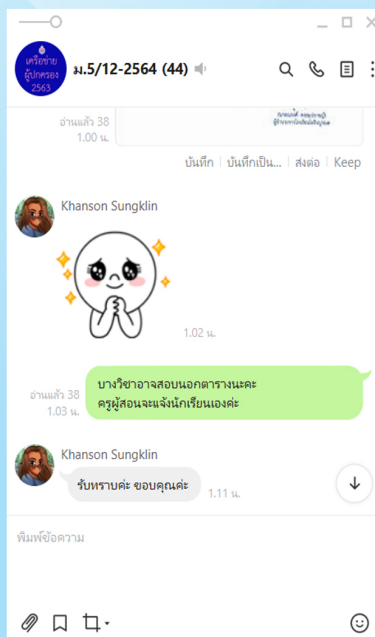 เครือข่าย
ผู้ปกครอง
2563
ม.5/12-2564 (44)
อ่านแล้ว 38
1.00 น.
บันทึก | บันทึกเป็น... | ส่งต่อ | Keep
Khanson Sungklin
1.02 น.
บางวิชาอาจสอบนอกตารางนะคะ
ครูผู้สอนจะแจ้งนักเรียนเองค่ะ
อ่านแล้ว 38
1.03 น.
Khanson Sungklin
รับทราบค่ะ ขอบคุณค่ะ
1.11 น.
พิมพ์ข้อความ